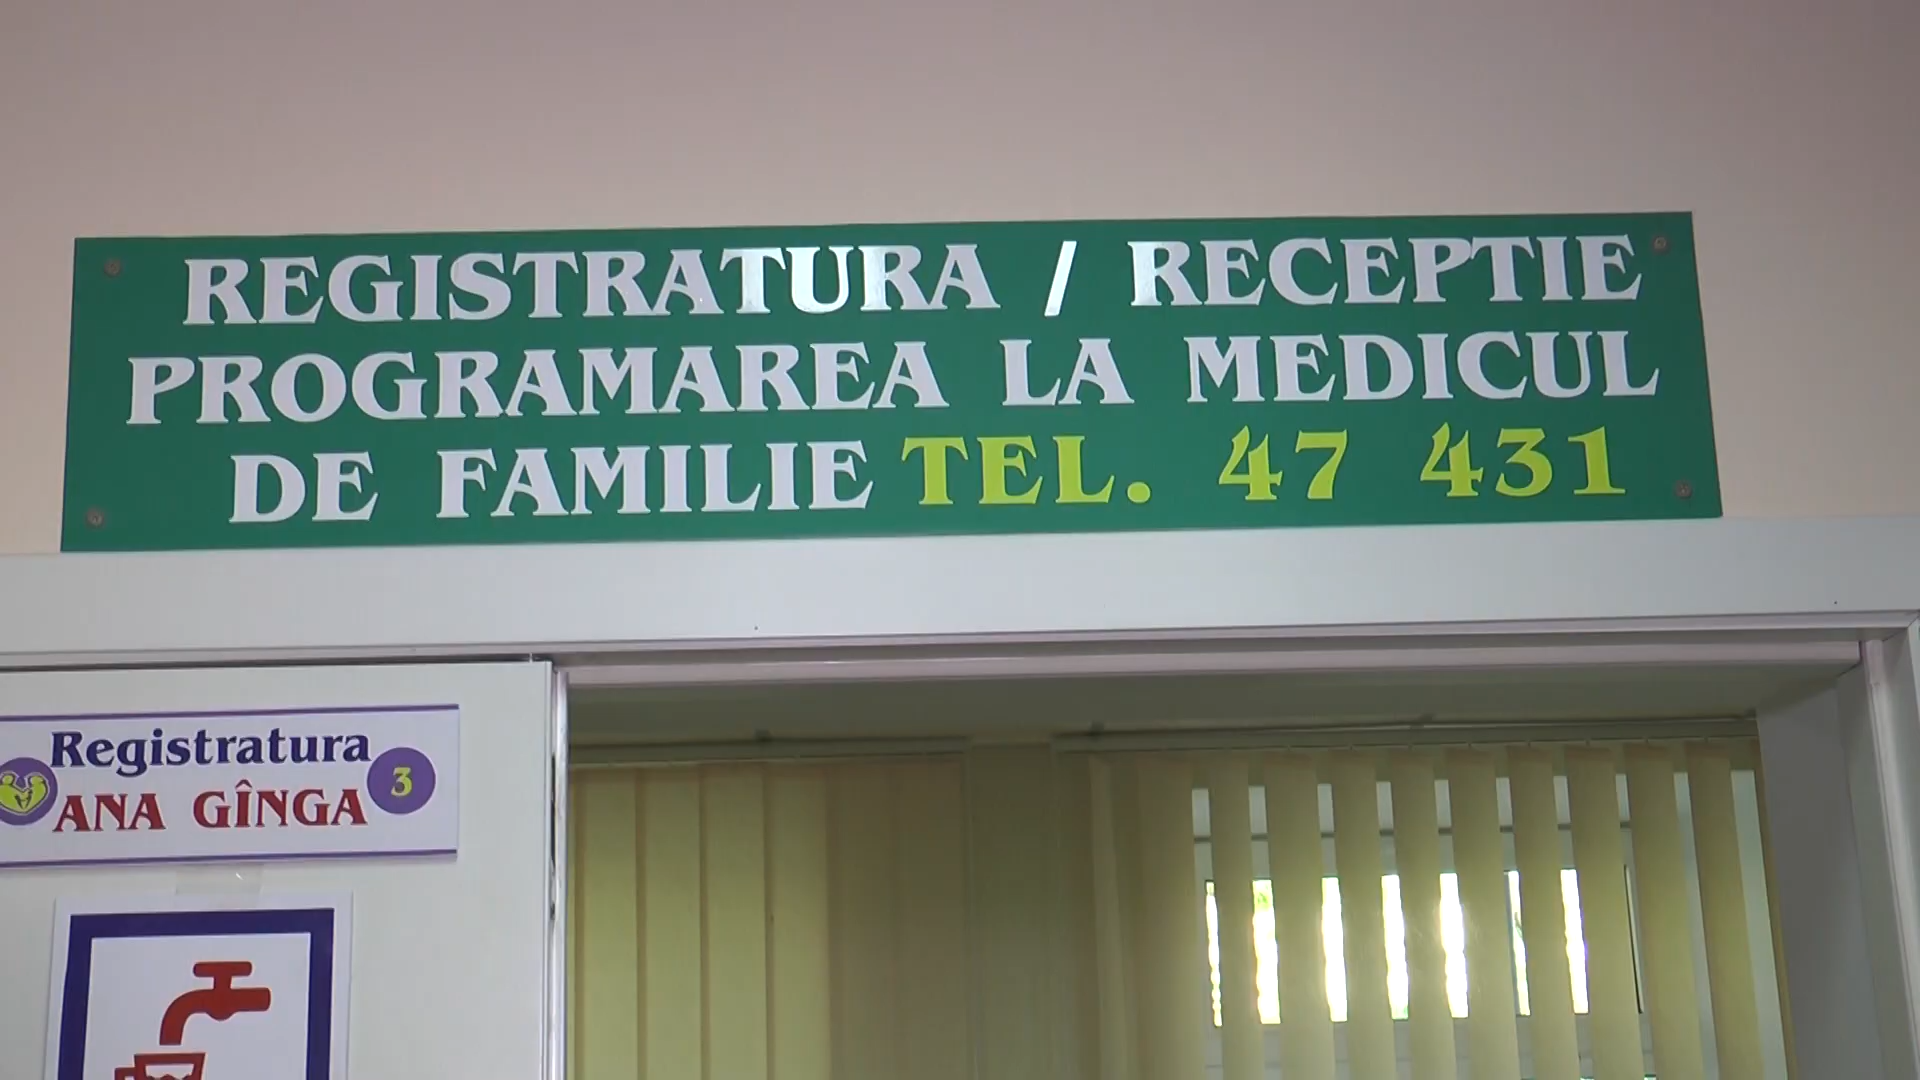 REGISTRATURA / RECEPTIE
PROGRAMAREA LA MEDICUL
DE FAMILIE TEL. 47 431
Registratura
ANA GÎNGA
3